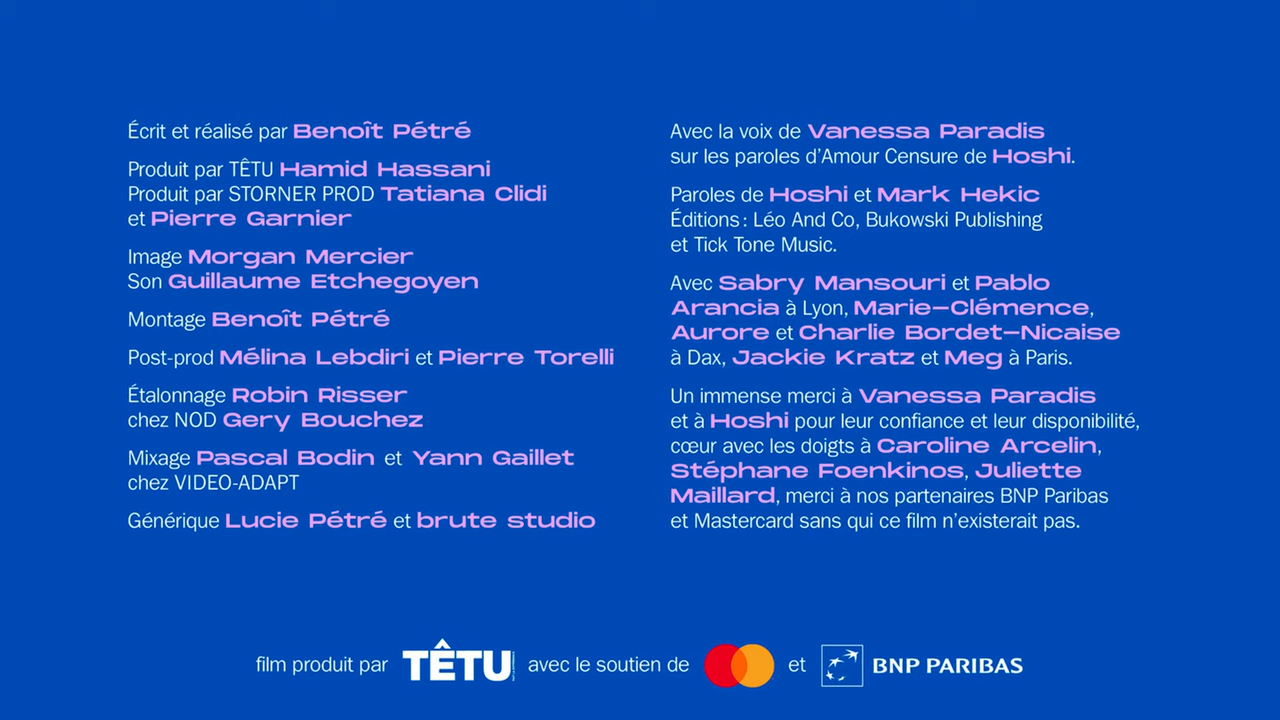 Écrit et réalisé par Benoît Pétré
Produit par TÊTU Hamid Hassani
Produit par STORNER PROD Tatiana Clidi
et Pierre Garnier
Image Morgan Mercier
Son Guillaume Etchegoyen
Montage Benoît Pétré
Post-prod Mélina Lebdiri et Pierre Torelli
Étalonnage Robin Risser
chez NOD Gery Bouchez
Mixage Pascal Bodin et Yann Gaillet
chez VIDEO-ADAPT
Générique Lucie Pétré et brute studio
Avec la voix de Vanessa Paradis
sur les paroles d'Amour Censure de Hoshi.
Paroles de Hoshi et Mark Hekic
Éditions : Léo And Co, Bukowski Publishing
et Tick Tone Music.
Avec Sabry Mansouri et Pablo
Arancia à Lyon, Marie-Clémence,
Aurore et Charlie Bordet-Nicaise
à Dax, Jackie Kratz et Meg à Paris.
Un immense merci à Vanessa Paradis
et à Hoshi pour leur confiance et leur disponibilité,
cœur avec les doigts à Caroline Arcelin,
Stéphane Foenkinos, Juliette
Maillard, merci à nos partenaires BNP Paribas
et Mastercard sans qui ce film n'existerait pas.
film produit par TÊTU avec le soutien de et BNP PARIBAS